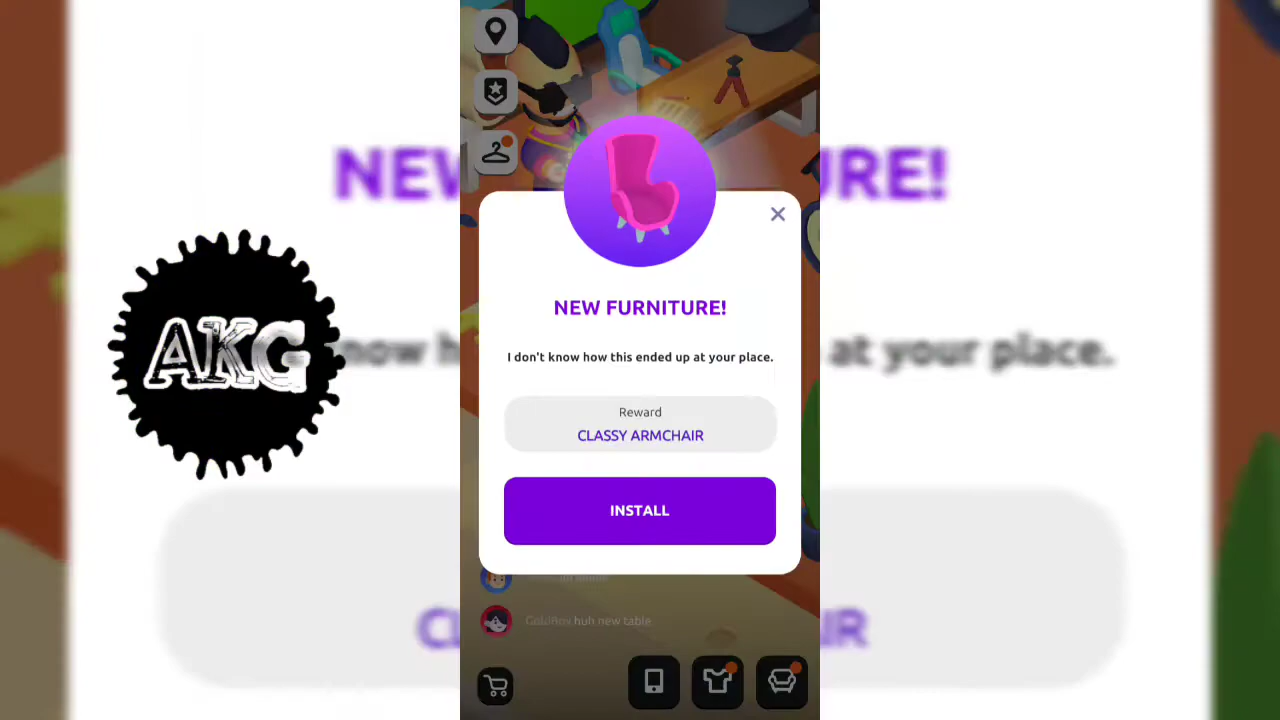 AKG
NEW FURNITURE!
I don't know how this ended up at your place.
Reward
CLASSY ARMCHAIR
INSTALL
GoldBoy huh new table